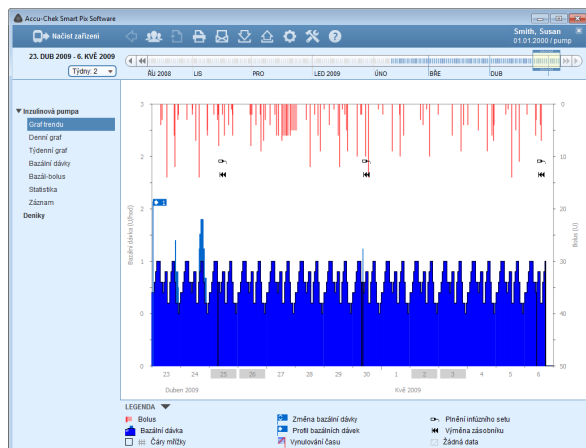 Accu-Chek Smart Pix Software
Načíst zařízení
Smith, Susan
01.01.2000 / pump
23. DUB 2009 - 6. KVĚ 2009
Týdny: 2
ŘÍJ 2008 LIS PRO LED 2009 ÚNO BŘE DUB
Inzulínová pumpa
Graf trendu
Denní graf
Týdenní graf
Bazální dávky
Bazál-bolus
Statistika
Záznam
Deníky
Bazální dávka (U/hod)
3
2
2
1
1
0
0
1
Bolus (U)
0
10
20
30
40
50
23 24 25 26 27 28 29 30 1 2 3 4 5 6
Duben 2009 Květen 2009
LEGENDA
Bolus Změna bazální dávky Plnění infúzního setu
Bazální dávka Profil bazálních dávek Výměna zásobníku
Čáry mřížky Vynulování času Žádná data